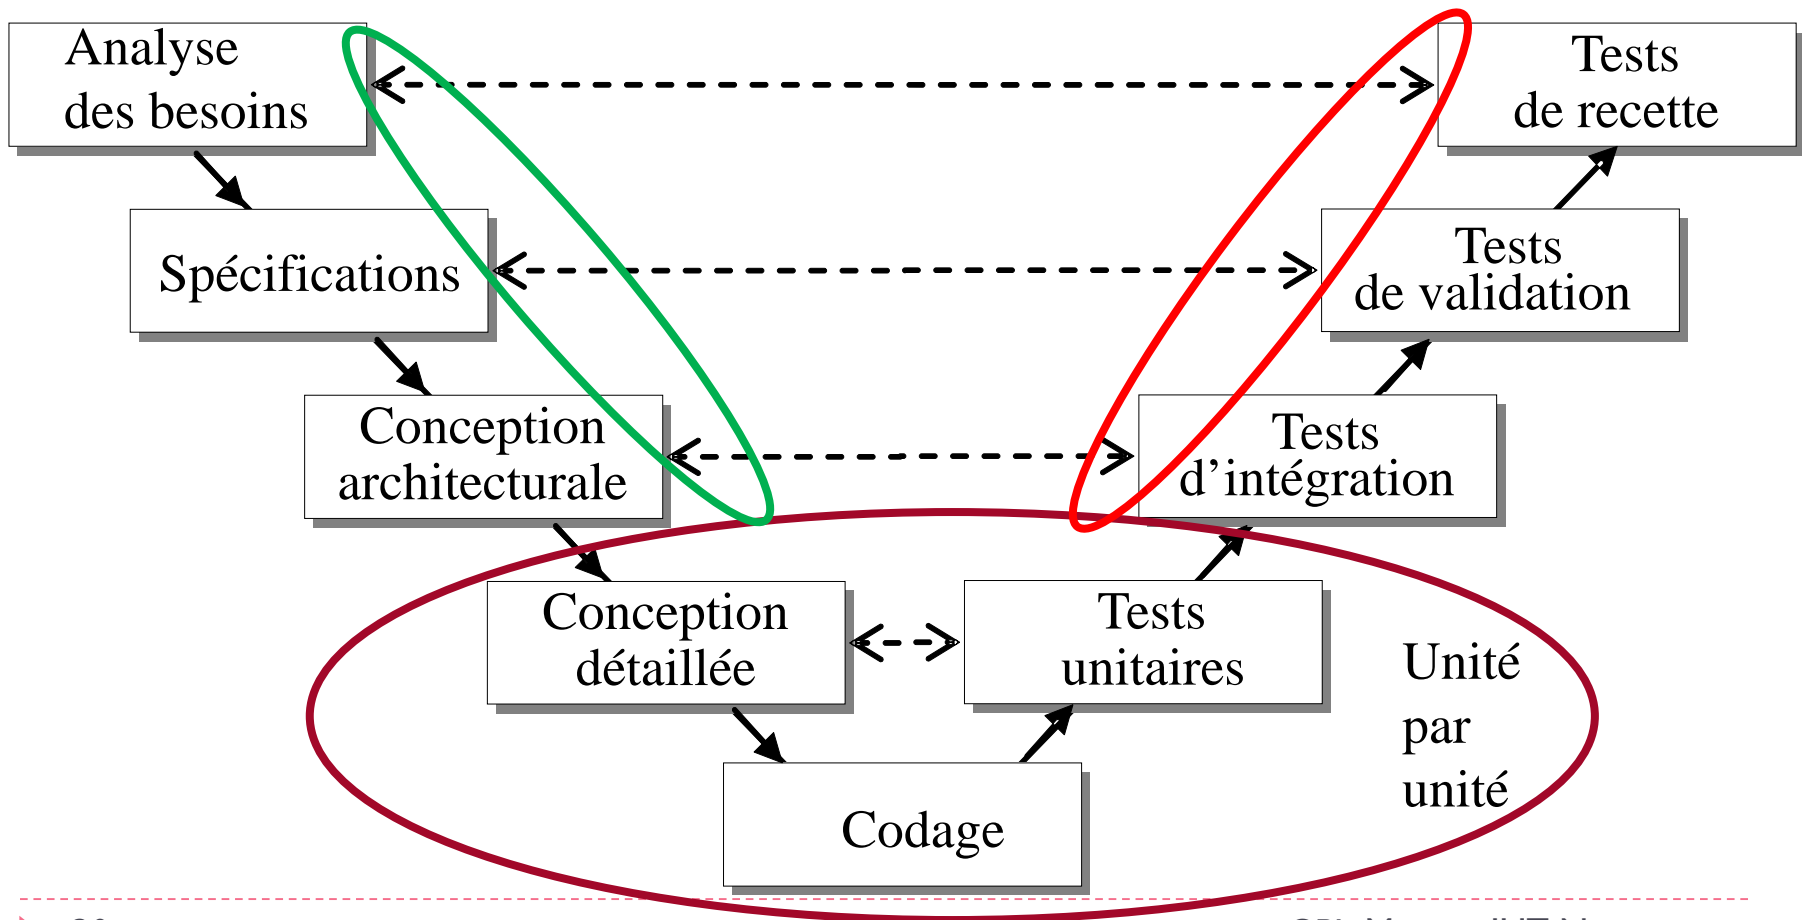 Analyse
des besoins
Tests
de recette
Spécifications
Tests
de validation
Conception
architecturale
Tests
d'intégration
Conception
détaillée
Tests
unitaires
Unité
par
unité
Codage